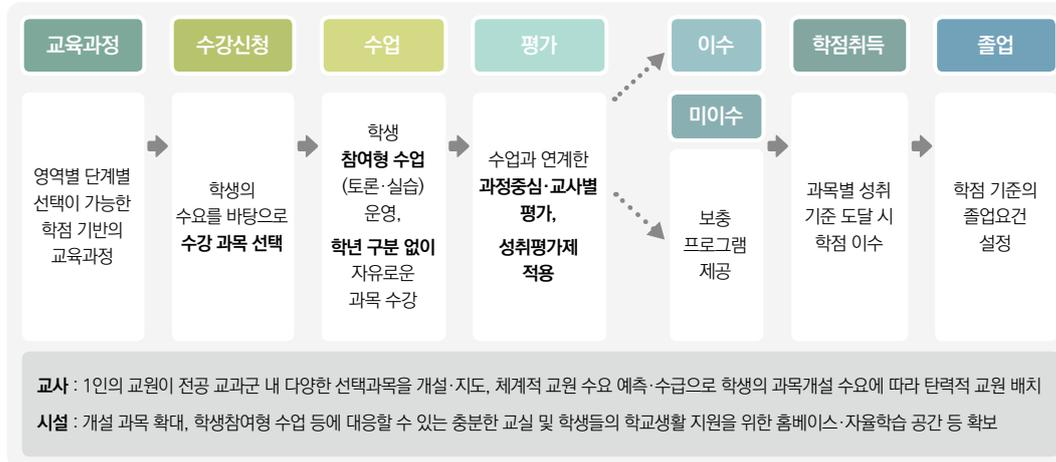 교육과정
영역별 단계별
선택이 가능한
학점 기반의
교육과정
수강신청
학생의
수요를 바탕으로
수강 과목 선택
수업
학생
참여형 수업
(토론·실습)
운영,
학년 구분 없이
자유로운
과목 수강
평가
수업과 연계한
과정중심·교사별
평가,
성취평가제
적용
이수
미이수
보충
프로그램
제공
학점취득
과목별 성취
기준 도달 시
학점 이수
졸업
학점 기준의
졸업요건
설정
교사 : 1인의 교원이 전공 교과군 내 다양한 선택과목을 개설·지도, 체계적 교원 수요 예측·수급으로 학생의 과목개설 수요에 따라 탄력적 교원 배치
시설 : 개설 과목 확대, 학생참여형 수업 등에 대응할 수 있는 충분한 교실 및 학생들의 학교생활 지원을 위한 홈베이스·자율학습 공간 등 확보